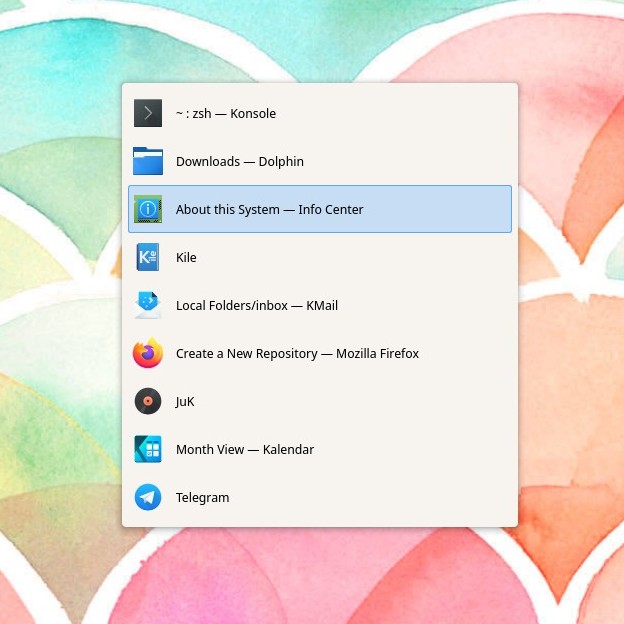 ~ : zsh — Konsole
Downloads — Dolphin
About this System — Info Center
Kile
Local Folders/inbox — KMail
Create a New Repository — Mozilla Firefox
JuK
Month View — Kalendar
Telegram